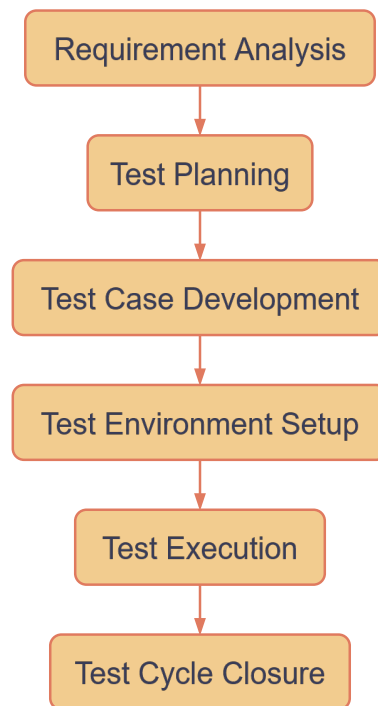 Requirement Analysis
Test Planning
Test Case Development
Test Environment Setup
Test Execution
Test Cycle Closure